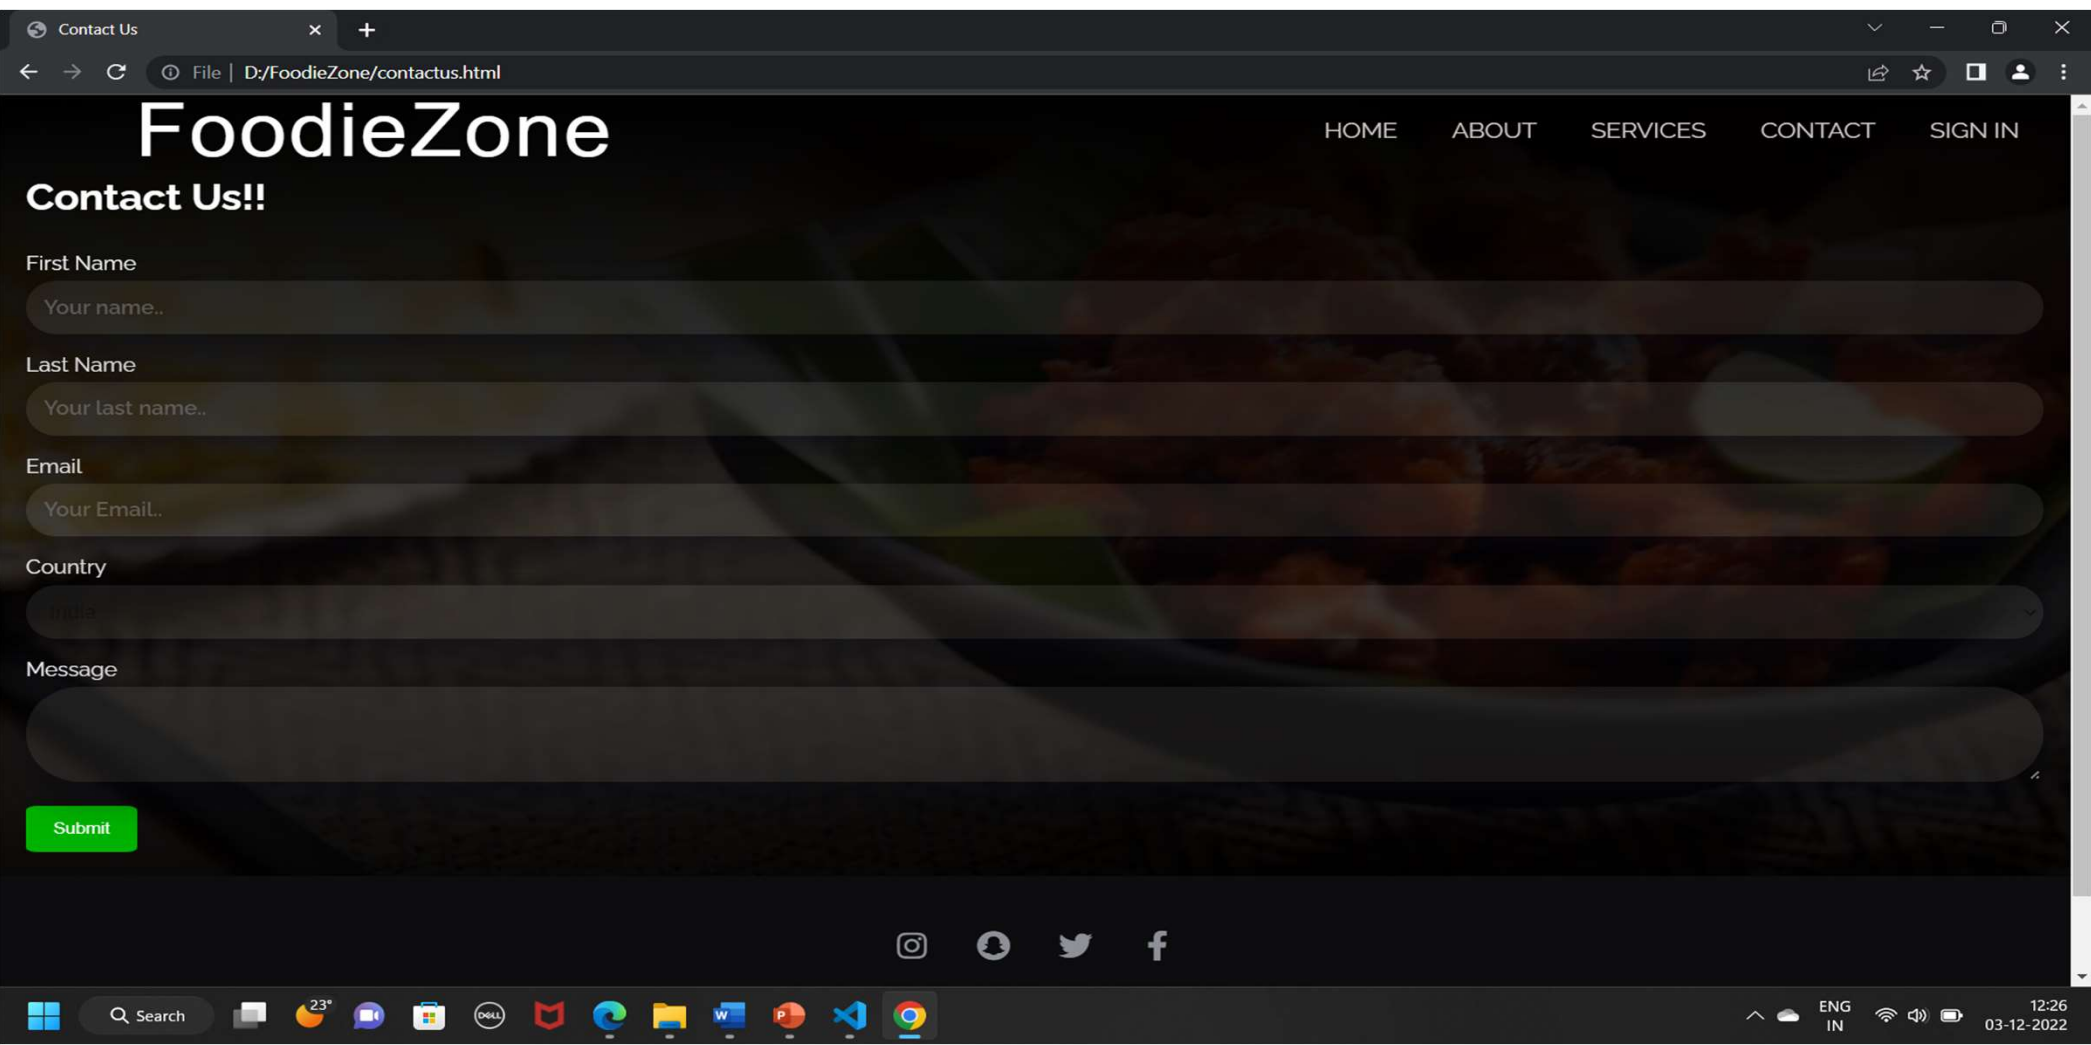 Contact Us
File | D:/FoodieZone/contactus.html
FoodieZone
HOME ABOUT SERVICES CONTACT SIGN IN
Contact Us!!
First Name
Your name..
Last Name
Your last name..
Email
Your Email..
Country
India
Message
Submit
23°
Search
DELL
W
P
ENG
IN
12:26
03-12-2022